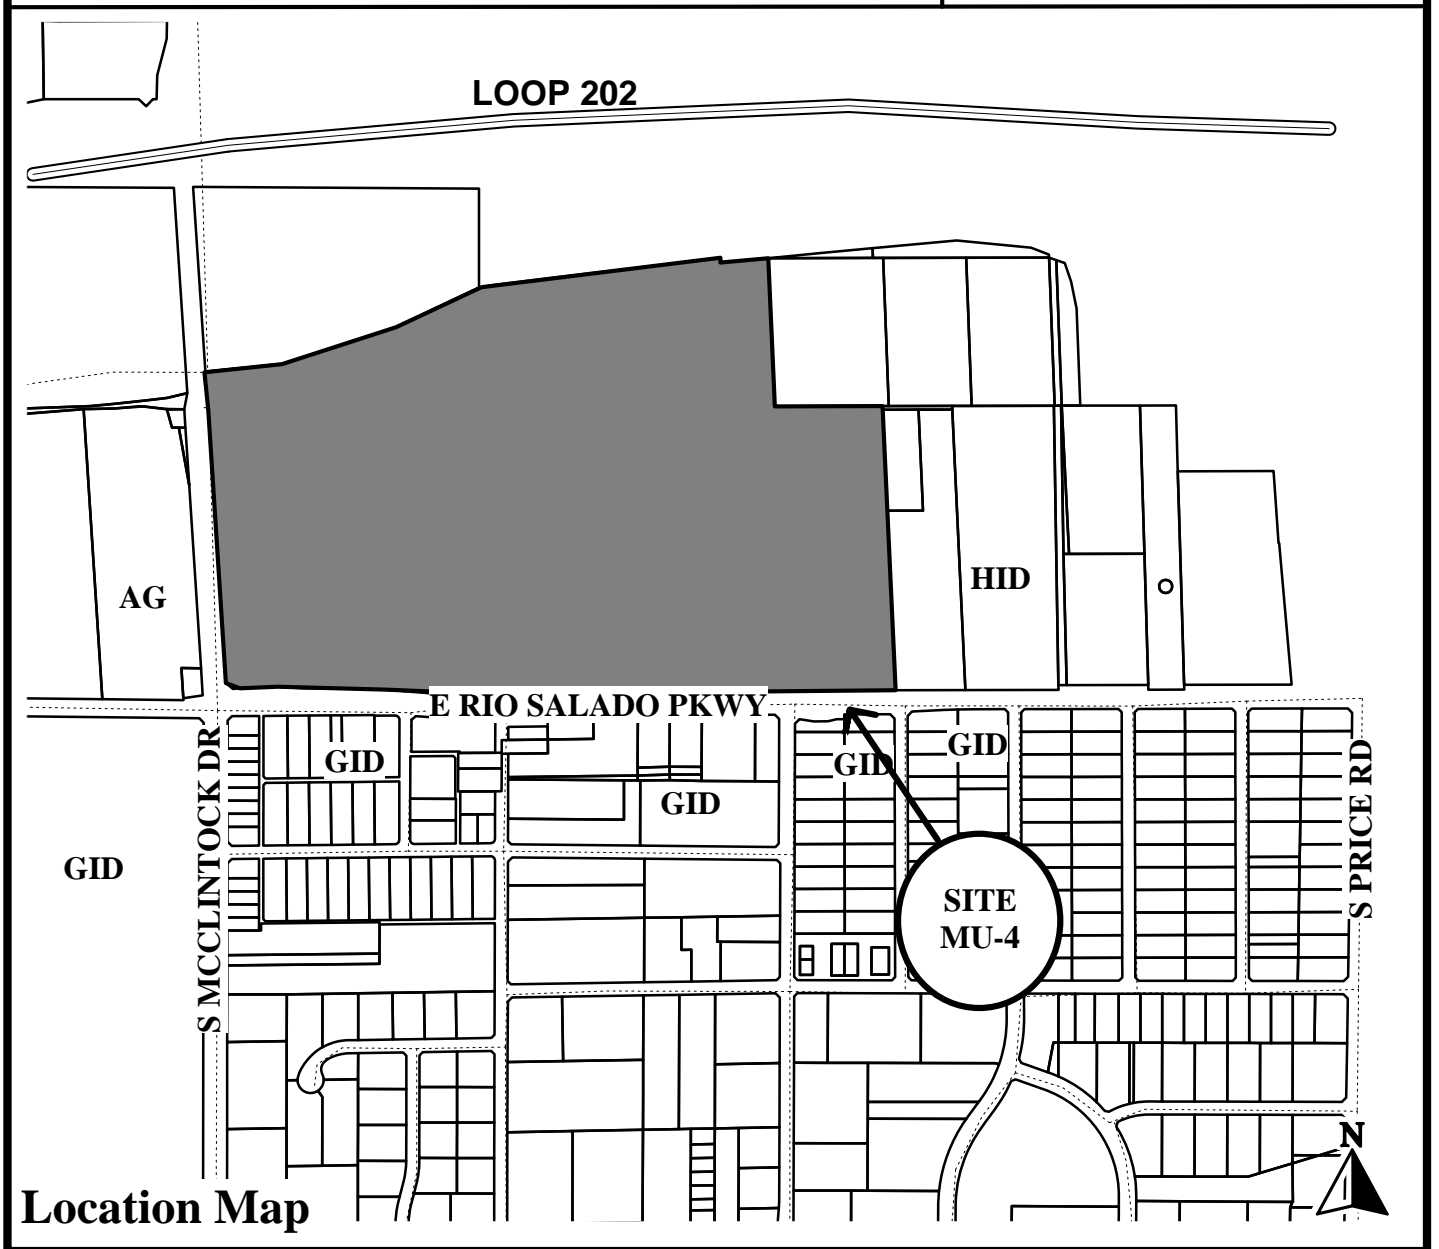 LOOP 202
AG
HID
E RIO SALADO PKWY
S MCCLINTOCK DR
GID
GID
GID
GID
GID
S PRICE RD
SITE
MU-4
N
Location Map